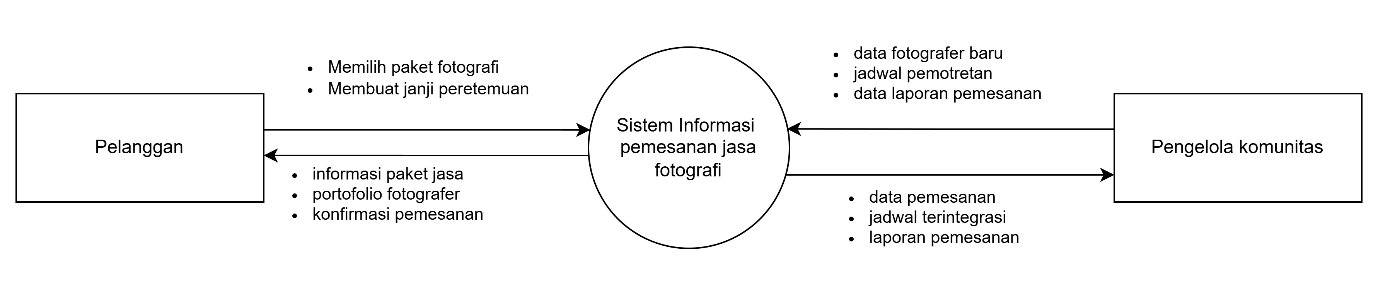 Pelanggan
• Memilih paket fotografi
• Membuat janji peretemuan
• informasi paket jasa
• portofolio fotografer
• konfirmasi pemesanan
Sistem Informasi
pemesanan jasa
fotografi
• data fotografer baru
• jadwal pemotretan
• data laporan pemesanan
• data pemesanan
• jadwal terintegrasi
• laporan pemesanan
Pengelola komunitas